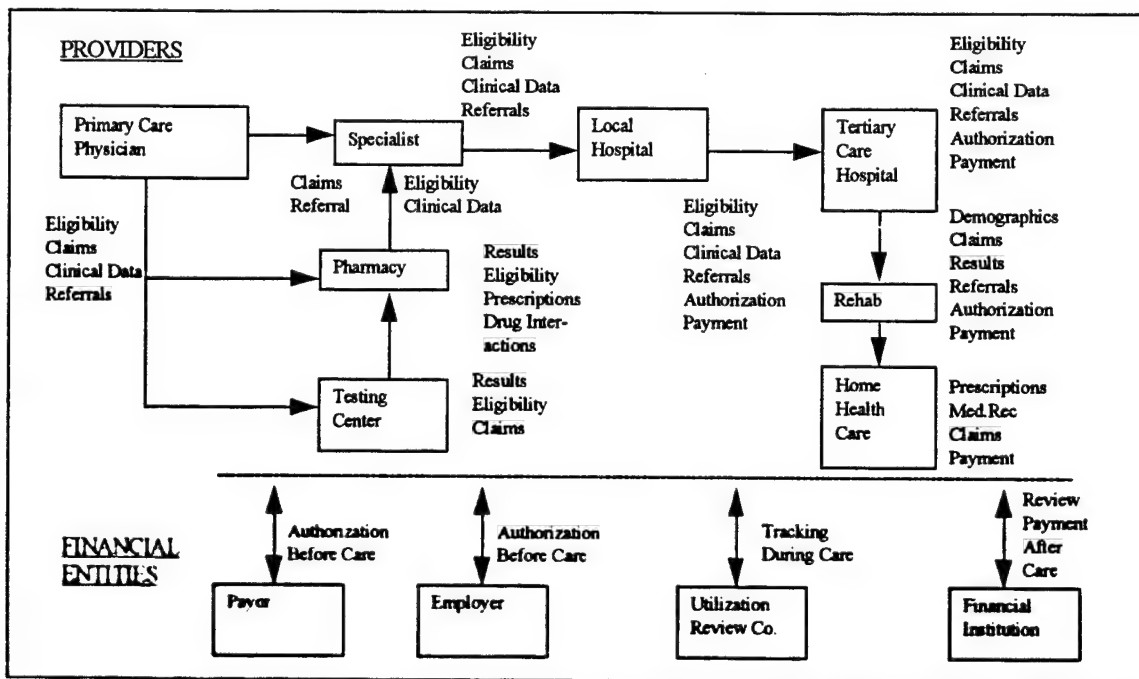 PROVIDERS
Primary Care
Physician
Eligibility
Claims
Clinical Data
Referrals
Specialist
Eligibility
Claims
Clinical Data
Referrals
Claims
Referral
Eligibility
Clinical Data
Pharmacy
Results
Eligibility
Prescriptions
Drug Inter-
actions
Testing
Center
Results
Eligibility
Claims
Local
Hospital
Eligibility
Claims
Clinical Data
Referrals
Authorization
Payment
Tertiary
Care
Hospital
Eligibility
Claims
Clinical Data
Referrals
Authorization
Payment
Demographics
Claims
Results
Referrals
Authorization
Payment
Rehab
Home
Health
Care
Prescriptions
Med.Rec
Claims
Payment
FINANCIAL
ENTITIES
Authorization
Before Care
Payor
Authorization
Before Care
Employer
Tracking
During Care
Utilization
Review Co.
Review
Payment
After
Care
Financial
Institution